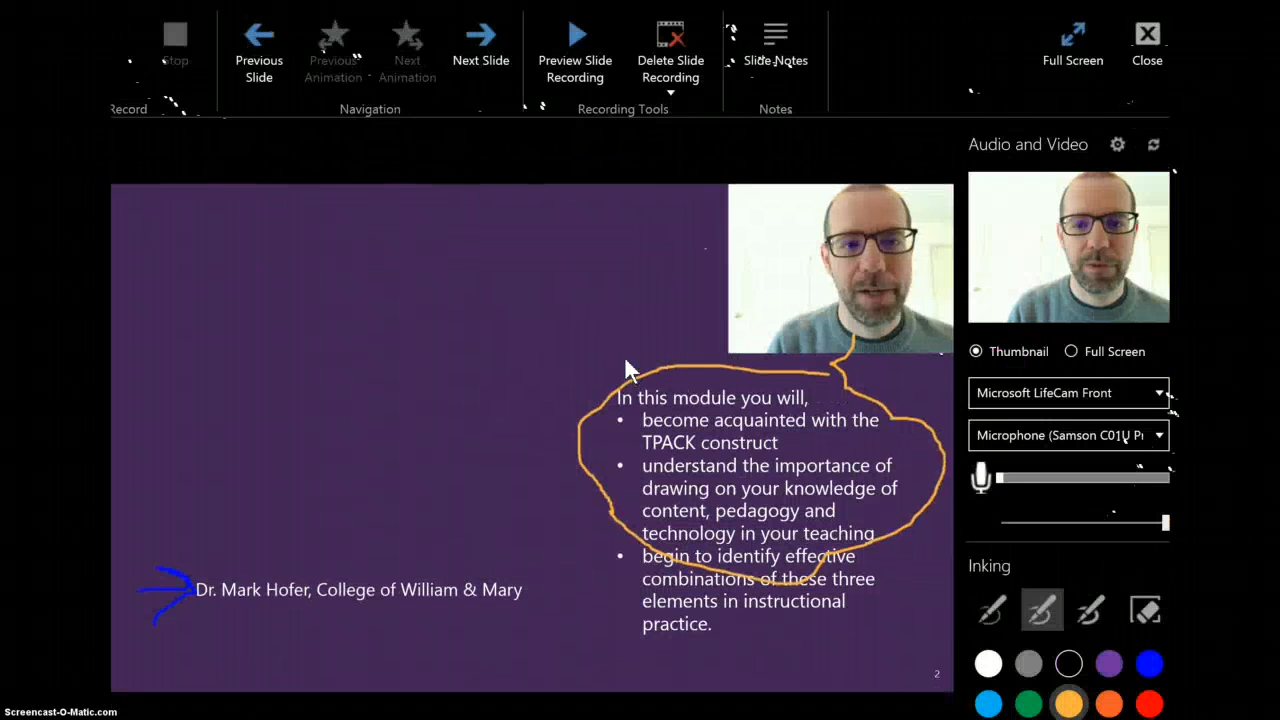 Stop
Previous
Slide
Previous
Animation
Next
Animation
Next Slide
Preview Slide
Recording
Delete Slide
Recording
Slide Notes
Full Screen
Close
Record
Navigation
Recording Tools
Notes
Audio and Video
Thumbnail
Full Screen
Microsoft LifeCam Front
Microphone (Samson C01U Pr
Inking
In this module you will,
• become acquainted with the
TPACK construct
• understand the importance of
drawing on your knowledge of
content, pedagogy and
technology in your teaching
• begin to identify effective
combinations of these three
elements in instructional
practice.
Dr. Mark Hofer, College of William & Mary
2
Screencast-O-Matic.com